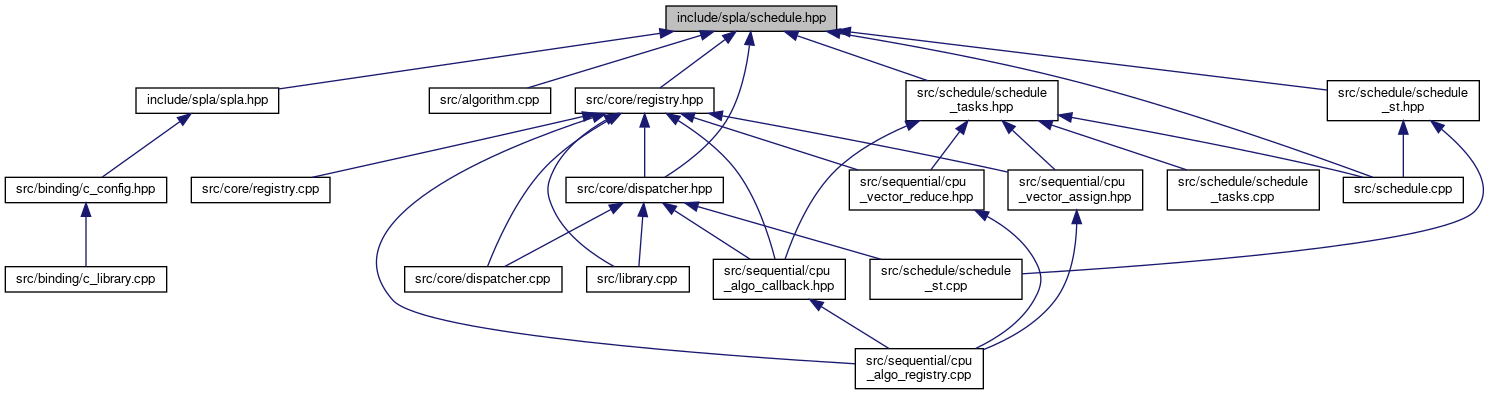 include/spla/schedule.hpp
include/spla/spla.hpp
src/algorithm.cpp
src/core/registry.hpp
src/schedule/schedule
_tasks.hpp
src/schedule/schedule
_st.hpp
src/binding/c_config.hpp
src/core/registry.cpp
src/core/dispatcher.hpp
src/sequential/cpu
_vector_reduce.hpp
src/sequential/cpu
_vector_assign.hpp
src/schedule/schedule
_tasks.cpp
src/schedule.cpp
src/binding/c_library.cpp
src/core/dispatcher.cpp
src/library.cpp
src/sequential/cpu
_algo_callback.hpp
src/schedule/schedule
_st.cpp
src/sequential/cpu
_algo_registry.cpp